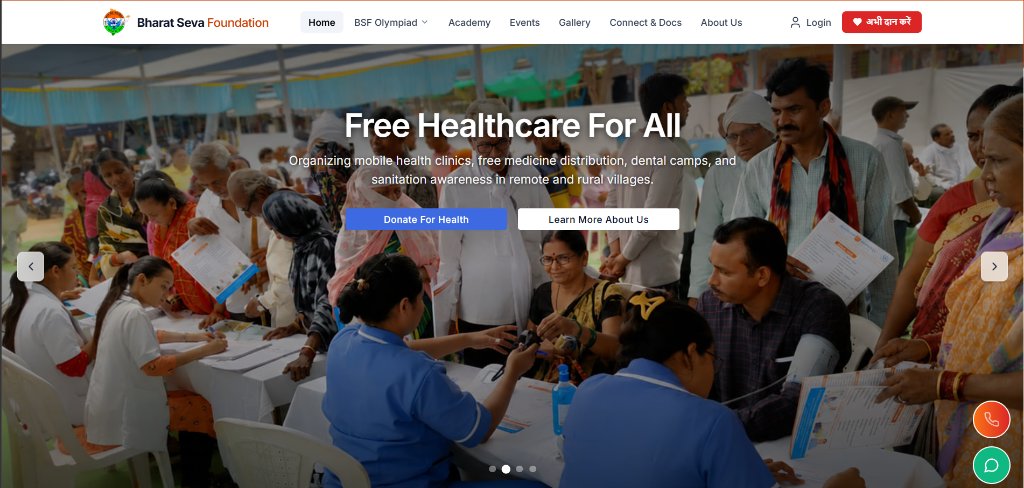 Bharat Seva Foundation
Home
BSF Olympiad
Academy
Events
Gallery
Connect & Docs
About Us
Login
अभी दान करें
Free Healthcare For All
Organizing mobile health clinics, free medicine distribution, dental camps, and
sanitation awareness in remote and rural villages.
Donate For Health
Learn More About Us